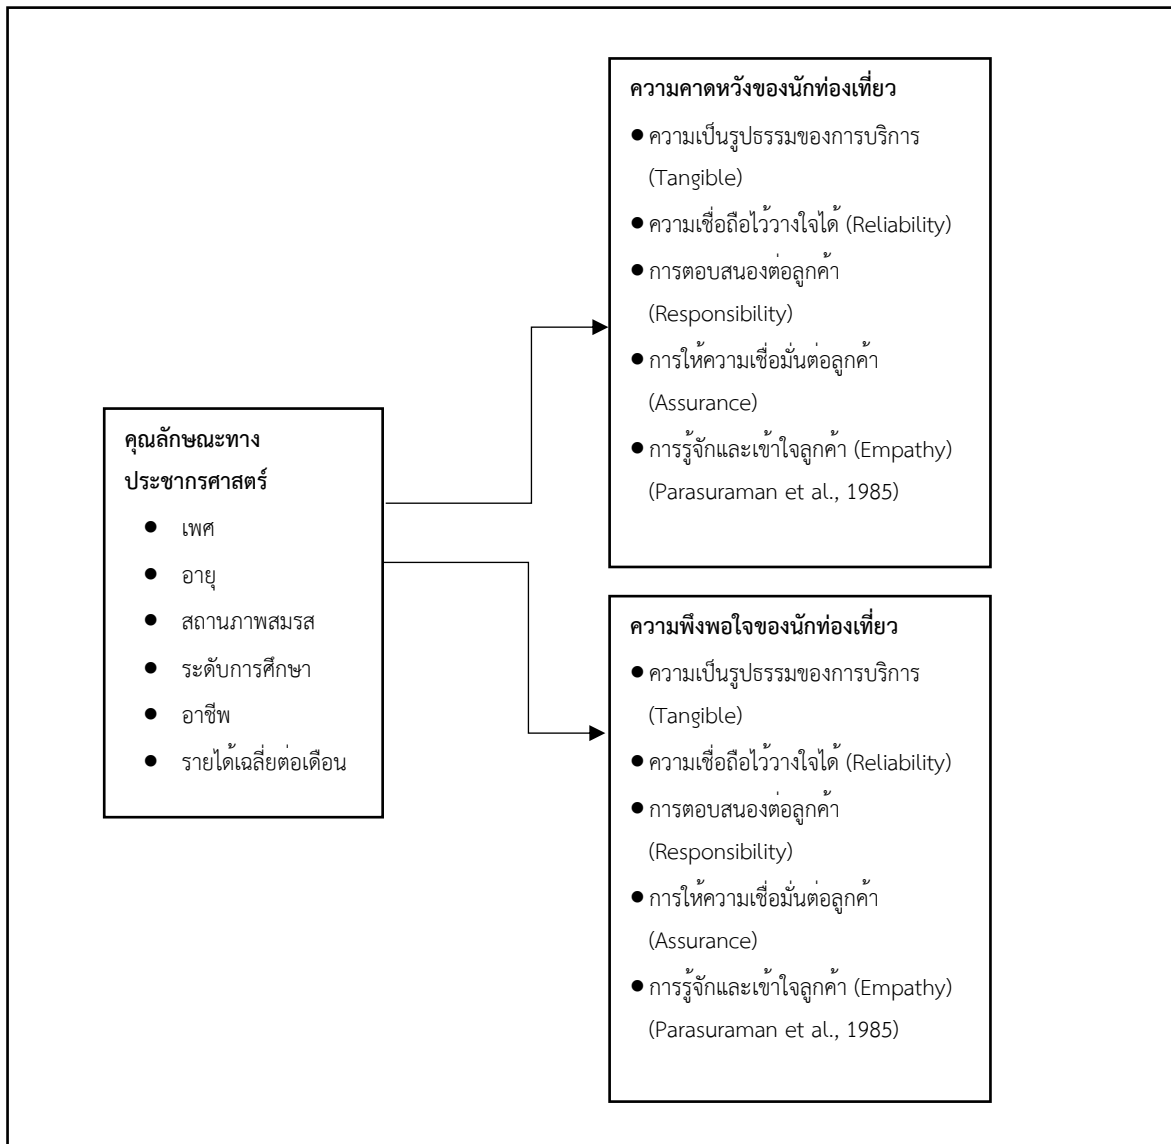 ความคาดหวังของนักท่องเที่ยว
● ความเป็นรูปธรรมของการบริการ
(Tangible)
● ความเชื่อถือไว้วางใจได้ (Reliability)
● การตอบสนองต่อลูกค้า
(Responsibility)
● การให้ความเชื่อมั่นต่อลูกค้า
(Assurance)
● การรู้จักและเข้าใจลูกค้า (Empathy)
(Parasuraman et al., 1985)
คุณลักษณะทาง
ประชากรศาสตร์
● เพศ
● อายุ
● สถานภาพสมรส
● ระดับการศึกษา
● อาชีพ
● รายได้เฉลี่ยต่อเดือน
ความพึงพอใจของนักท่องเที่ยว
● ความเป็นรูปธรรมของการบริการ
(Tangible)
● ความเชื่อถือไว้วางใจได้ (Reliability)
● การตอบสนองต่อลูกค้า
(Responsibility)
● การให้ความเชื่อมั่นต่อลูกค้า
(Assurance)
● การรู้จักและเข้าใจลูกค้า (Empathy)
(Parasuraman et al., 1985)